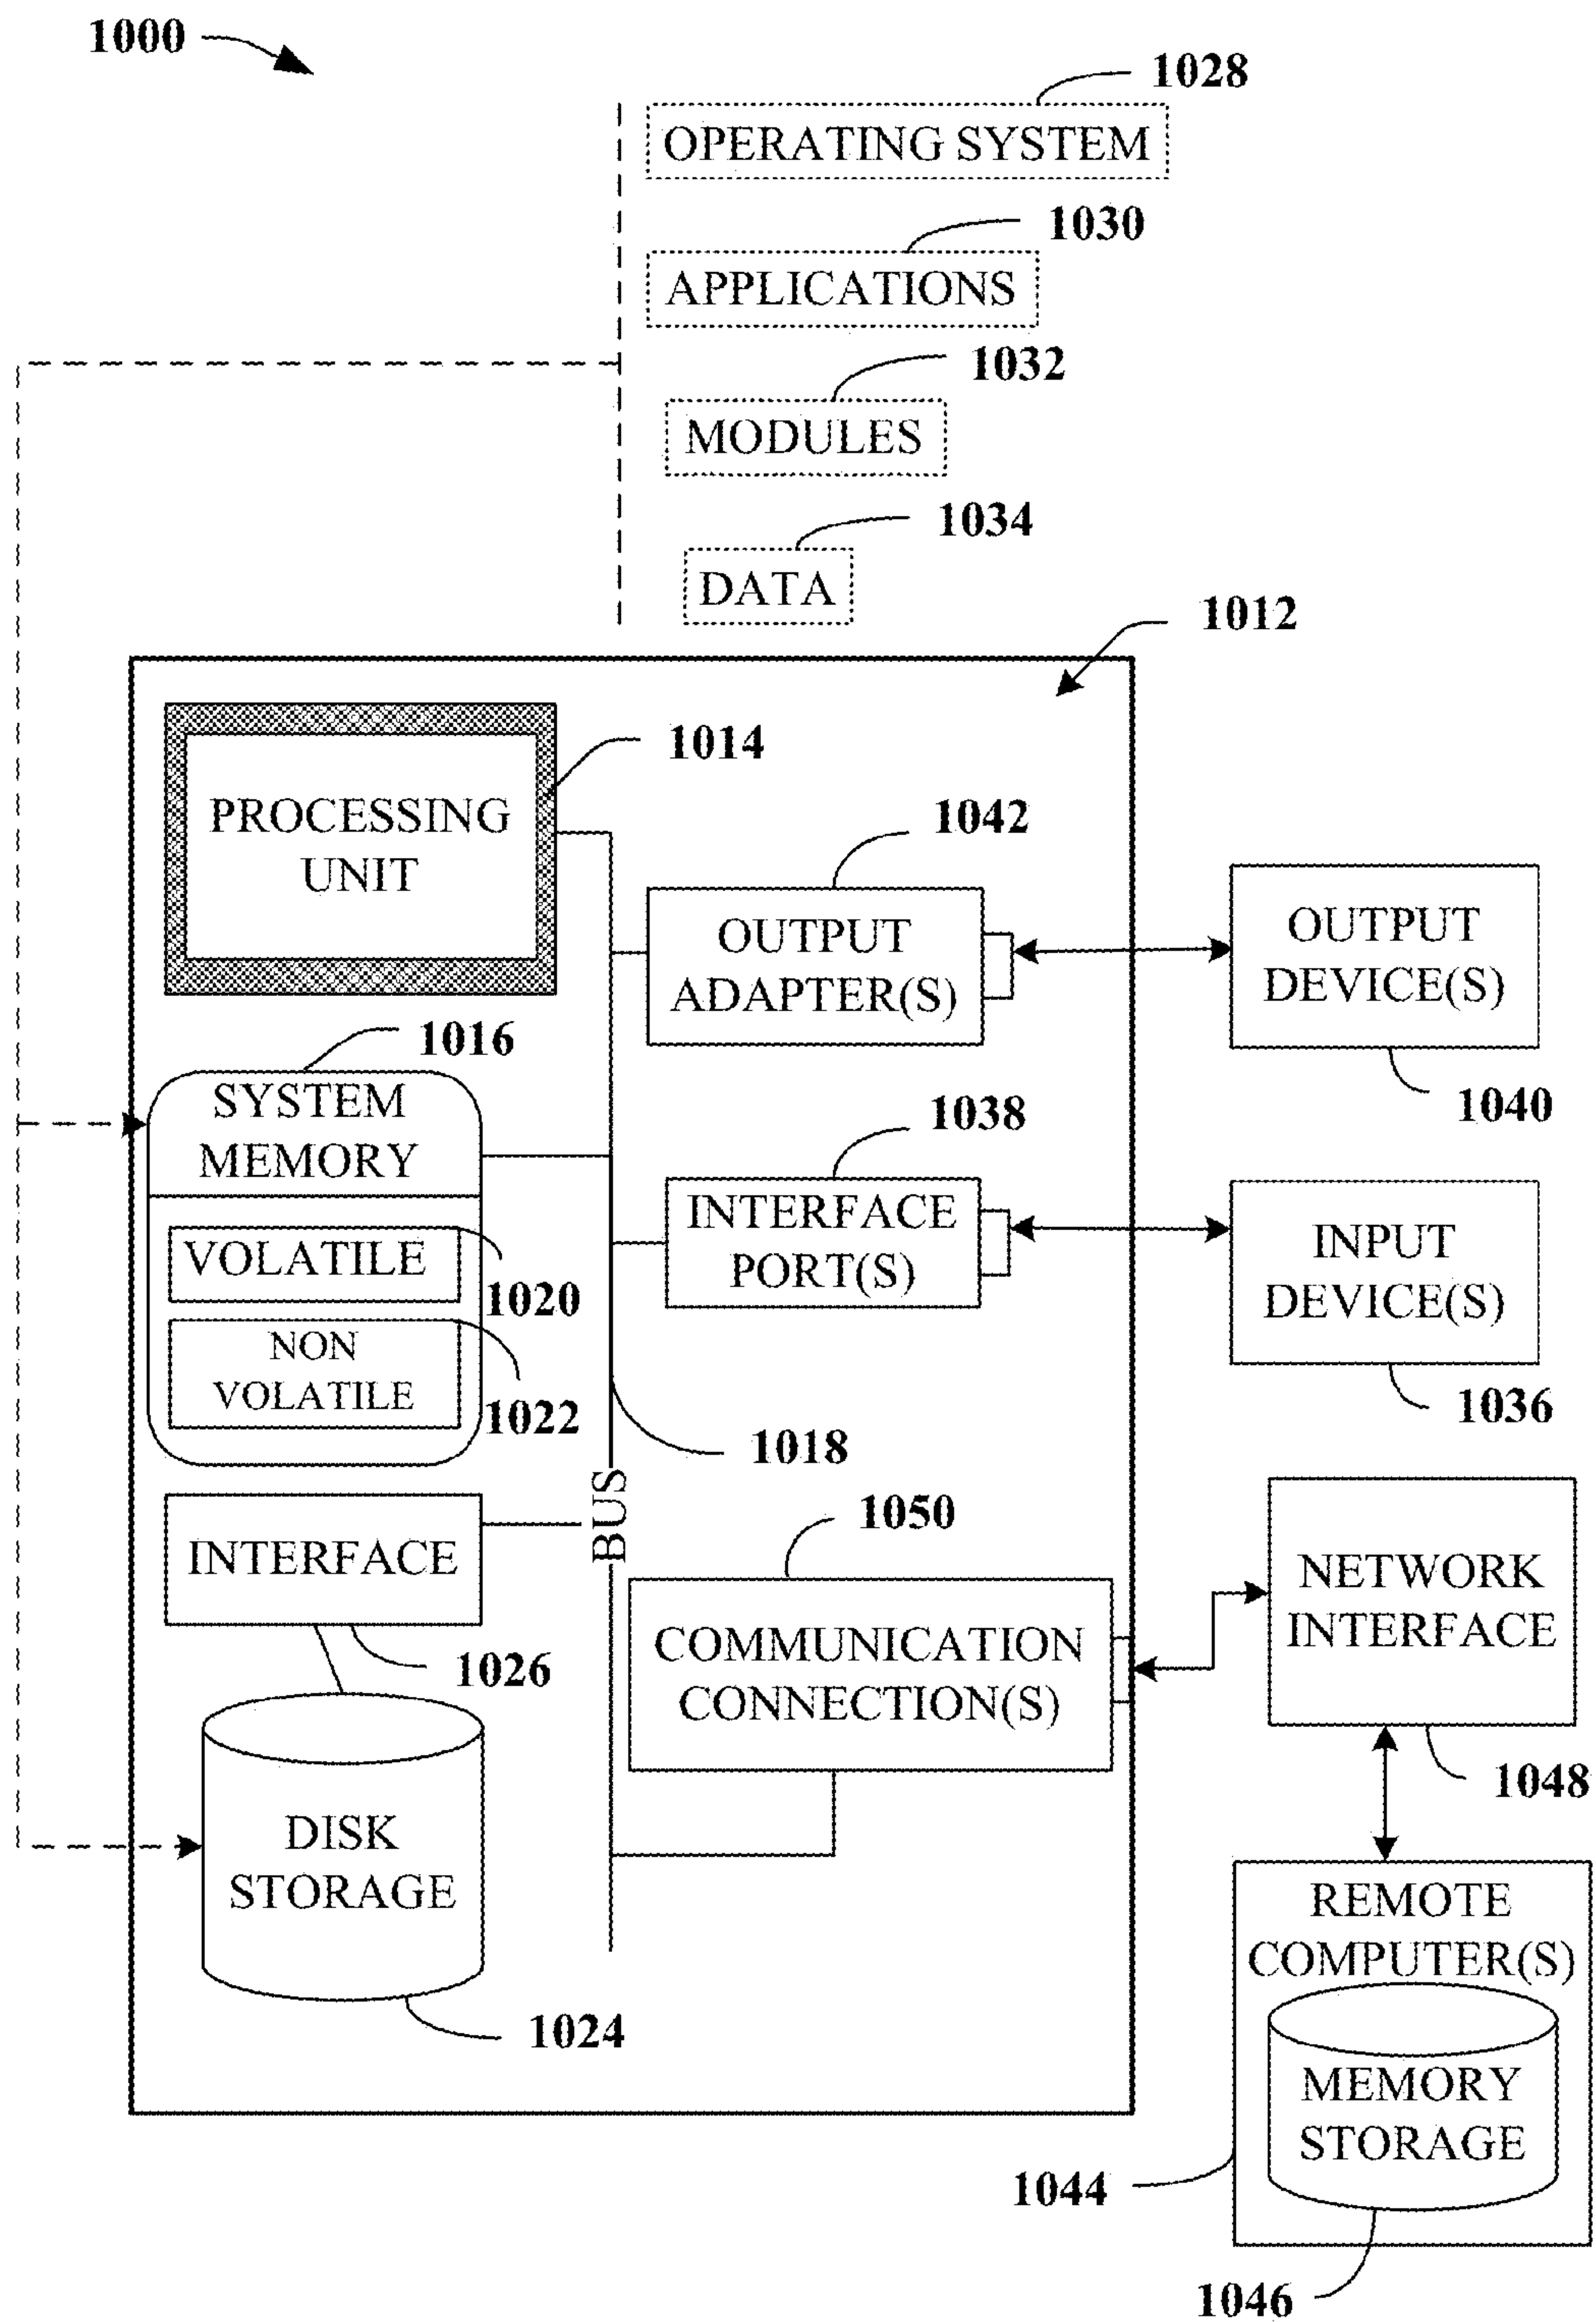 1000
1028
OPERATING SYSTEM
1030
APPLICATIONS
1032
MODULES
1034
DATA
1012
1014
PROCESSING
UNIT
1042
OUTPUT
ADAPTER(S)
OUTPUT
DEVICE(S)
1040
1016
SYSTEM
MEMORY
VOLATILE
1020
NON
VOLATILE
1022
1038
INTERFACE
PORT(S)
INPUT
DEVICE(S)
1036
1018
BUS
INTERFACE
1026
1050
COMMUNICATION
CONNECTION(S)
NETWORK
INTERFACE
1048
DISK
STORAGE
1024
REMOTE
COMPUTER(S)
MEMORY
STORAGE
1044
1046